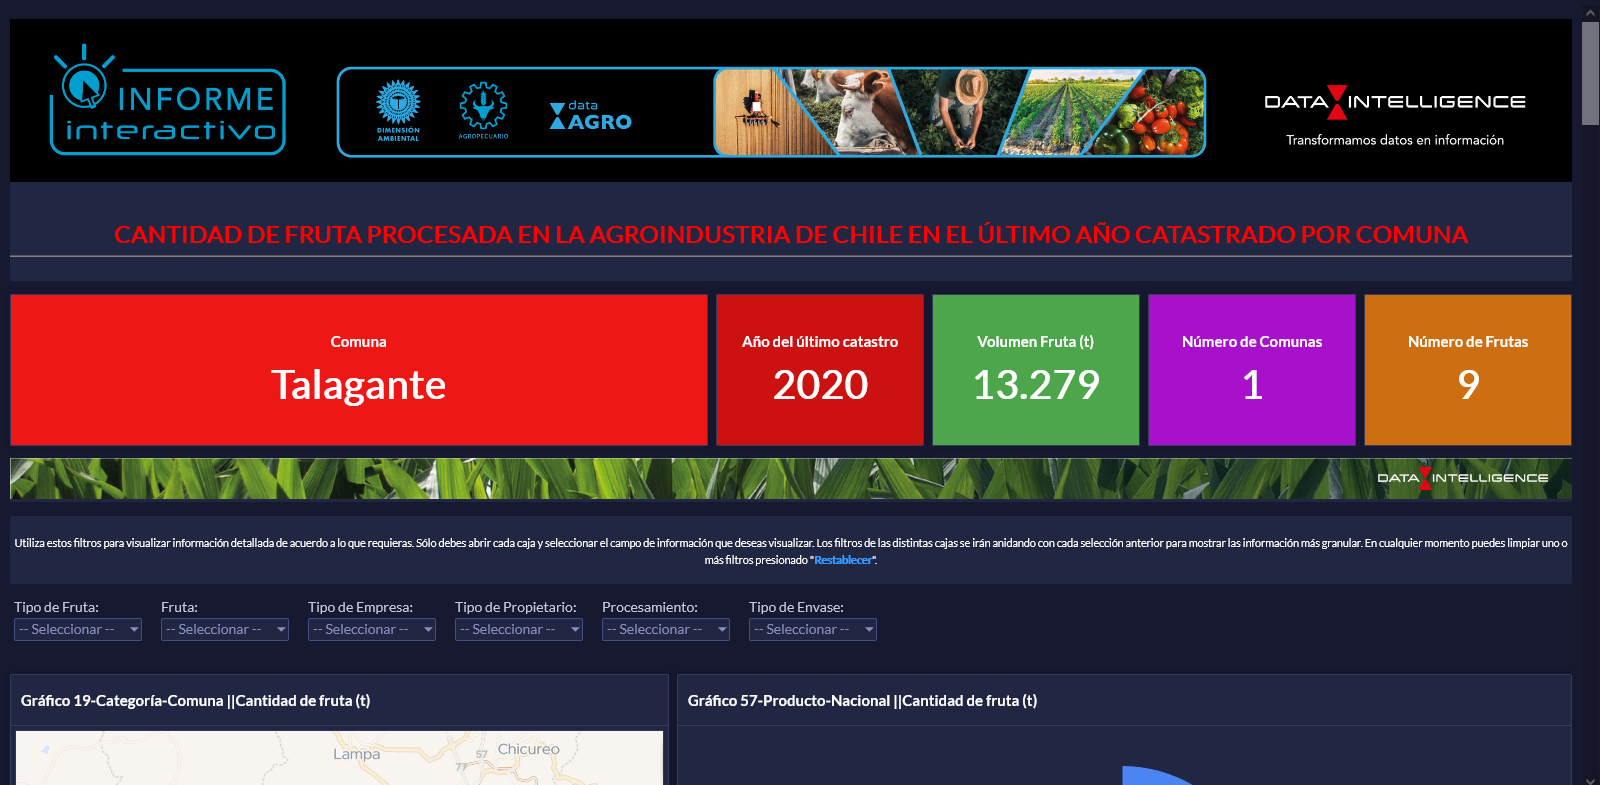 INFORME
interactivo
DIMENSIÓN
AMBIENTAL
AGROPECUARIO
data
AGRO
DATA INTELLIGENCE
Transformamos datos en información
CANTIDAD DE FRUTA PROCESADA EN LA AGROINDUSTRIA DE CHILE EN EL ÚLTIMO AÑO CATASTRADO POR COMUNA
Comuna
Talagante
Año del último catastro
2020
Volumen Fruta (t)
13.279
Número de Comunas
1
Número de Frutas
9
DATA INTELLIGENCE
Utiliza estos filtros para visualizar información detallada de acuerdo a lo que requieras. Sólo debes abrir cada caja y seleccionar el campo de información que deseas visualizar. Los filtros de las distintas cajas se irán anidando con cada selección anterior para mostrar las información más granular. En cualquier momento puedes limpiar uno o
más filtros presionado "Restablecer".
Tipo de Fruta: Fruta: Tipo de Empresa: Tipo de Propietario: Procesamiento: Tipo de Envase:
-- Seleccionar -- -- Seleccionar -- -- Seleccionar -- -- Seleccionar -- -- Seleccionar -- -- Seleccionar --
Gráfico 19-Categoría-Comuna ||Cantidad de fruta (t)
Lampa
57
Chicureo
77
Gráfico 57-Producto-Nacional ||Cantidad de fruta (t)